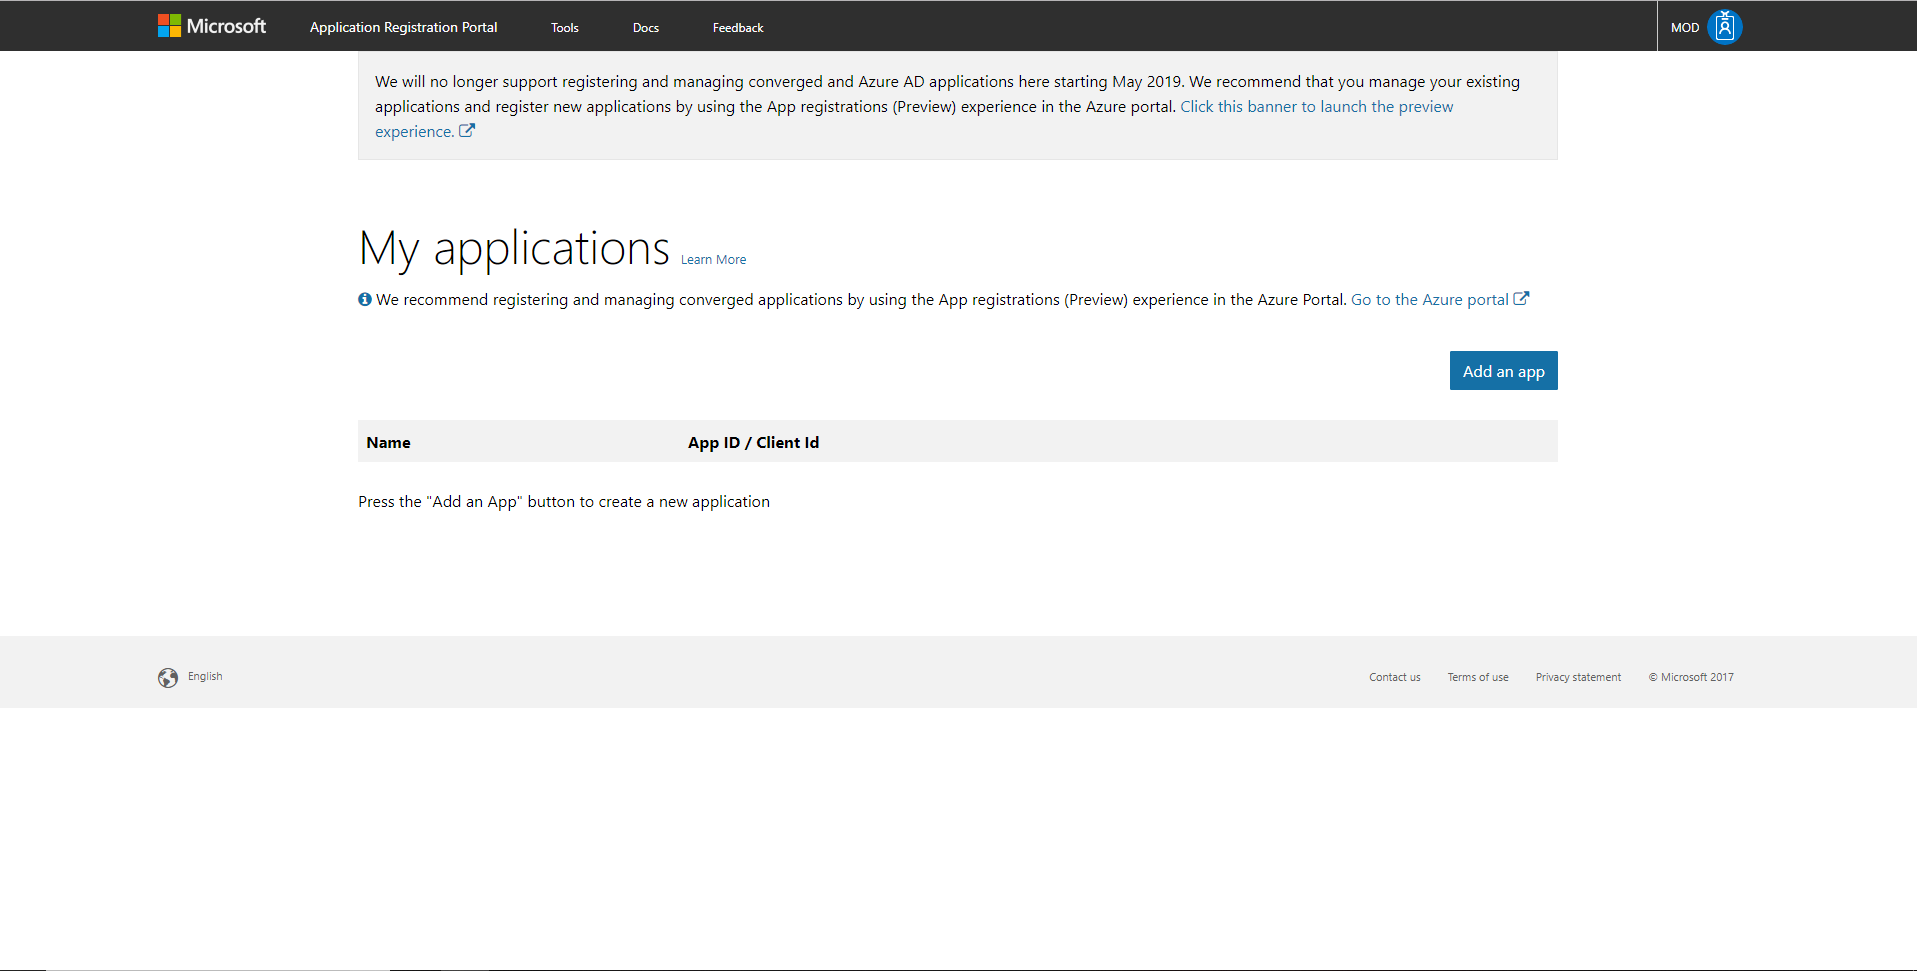 Microsoft Application Registration Portal Tools Docs Feedback MOD
We will no longer support registering and managing converged and Azure AD applications here starting May 2019. We recommend that you manage your existing
applications and register new applications by using the App registrations (Preview) experience in the Azure portal. Click this banner to launch the preview
experience.
My applications Learn More
We recommend registering and managing converged applications by using the App registrations (Preview) experience in the Azure Portal. Go to the Azure portal
Add an app
Name App ID / Client Id
Press the "Add an App" button to create a new application
English Contact us Terms of use Privacy statement © Microsoft 2017